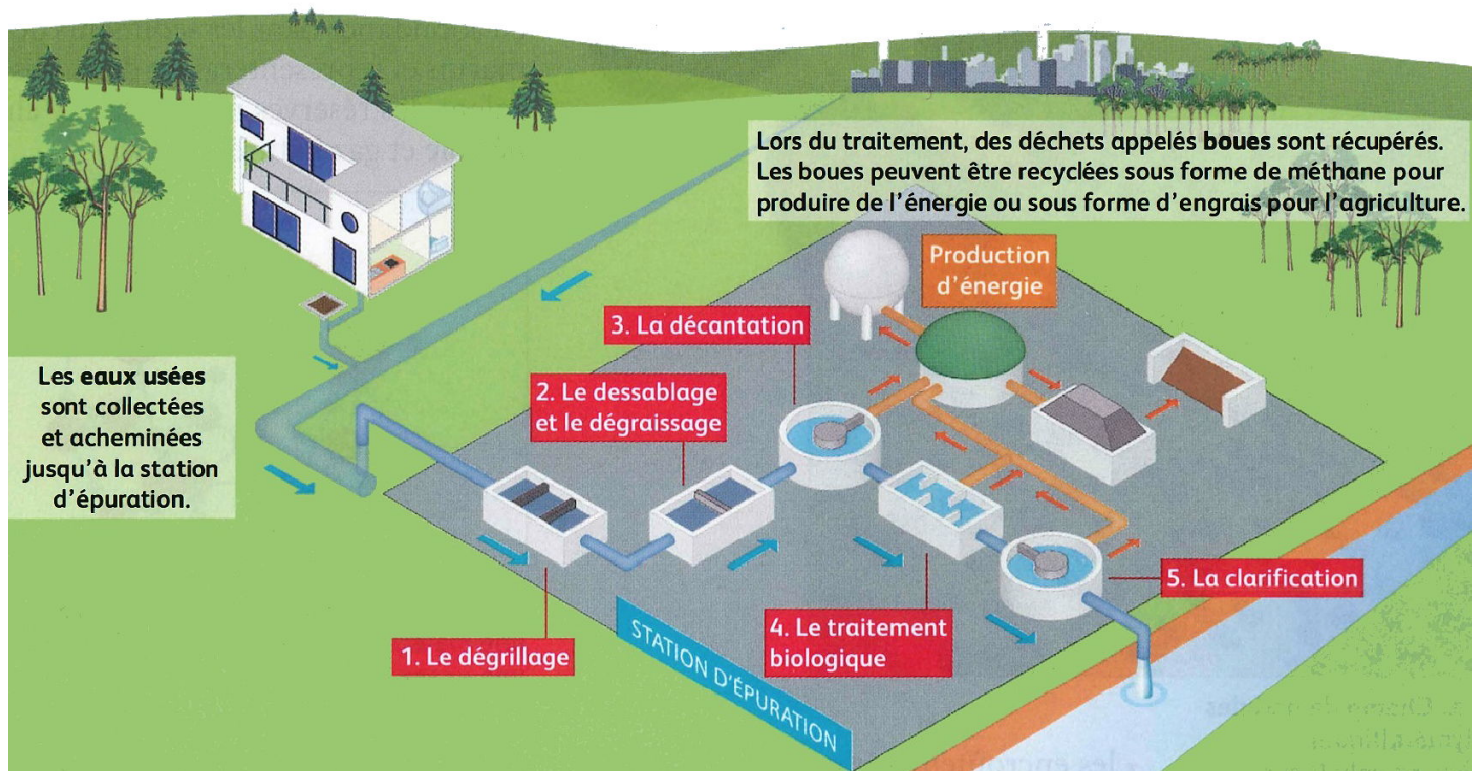 Lors du traitement, des déchets appelés boues sont récupérés.
Les boues peuvent être recyclées sous forme de méthane pour
produire de l'énergie ou sous forme d'engrais pour l'agriculture.
Production
d'énergie
3. La décantation
Les eaux usées
sont collectées
et acheminées
jusqu'à la station
d'épuration.
2. Le dessablage
et le dégraissage
5. La clarification
4. Le traitement
biologique
1. Le dégrillage
STATION D'ÉPURATION